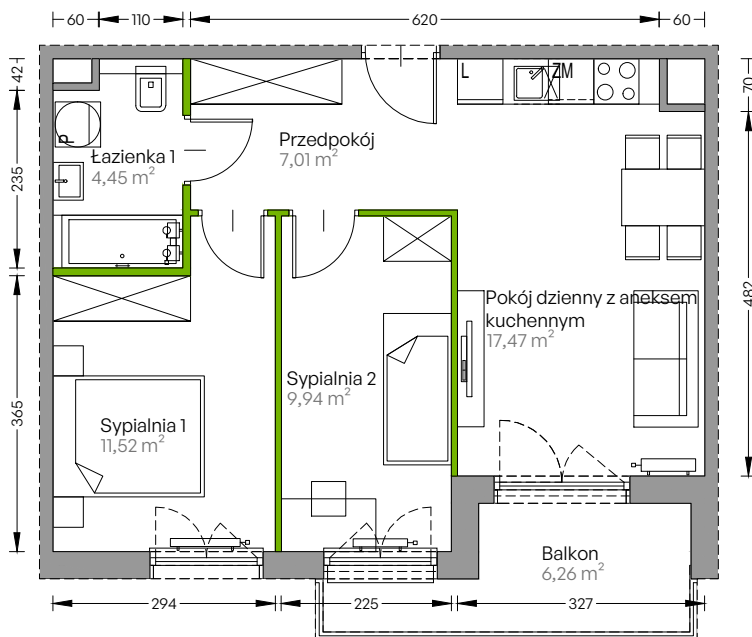 60
110
620
60
42
235
365
70
482
L
ZM
P
Łazienka 1
4,45 m²
Przedpokój
7,01 m²
Pokój dzienny z aneksem
kuchennym
17,47 m²
Sypialnia 2
9,94 m²
Sypialnia 1
11,52 m²
Balkon
6,26 m²
294
225
327